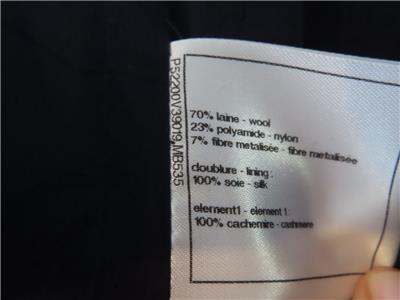 P52200V39019,MB535
70% laine - wool
23% polyamide - nylon
7% fibre metalisée - fibre metalisée
doublure - lining :
100% soie - silk
element1 - element 1 :
100% cachemire - cashmere